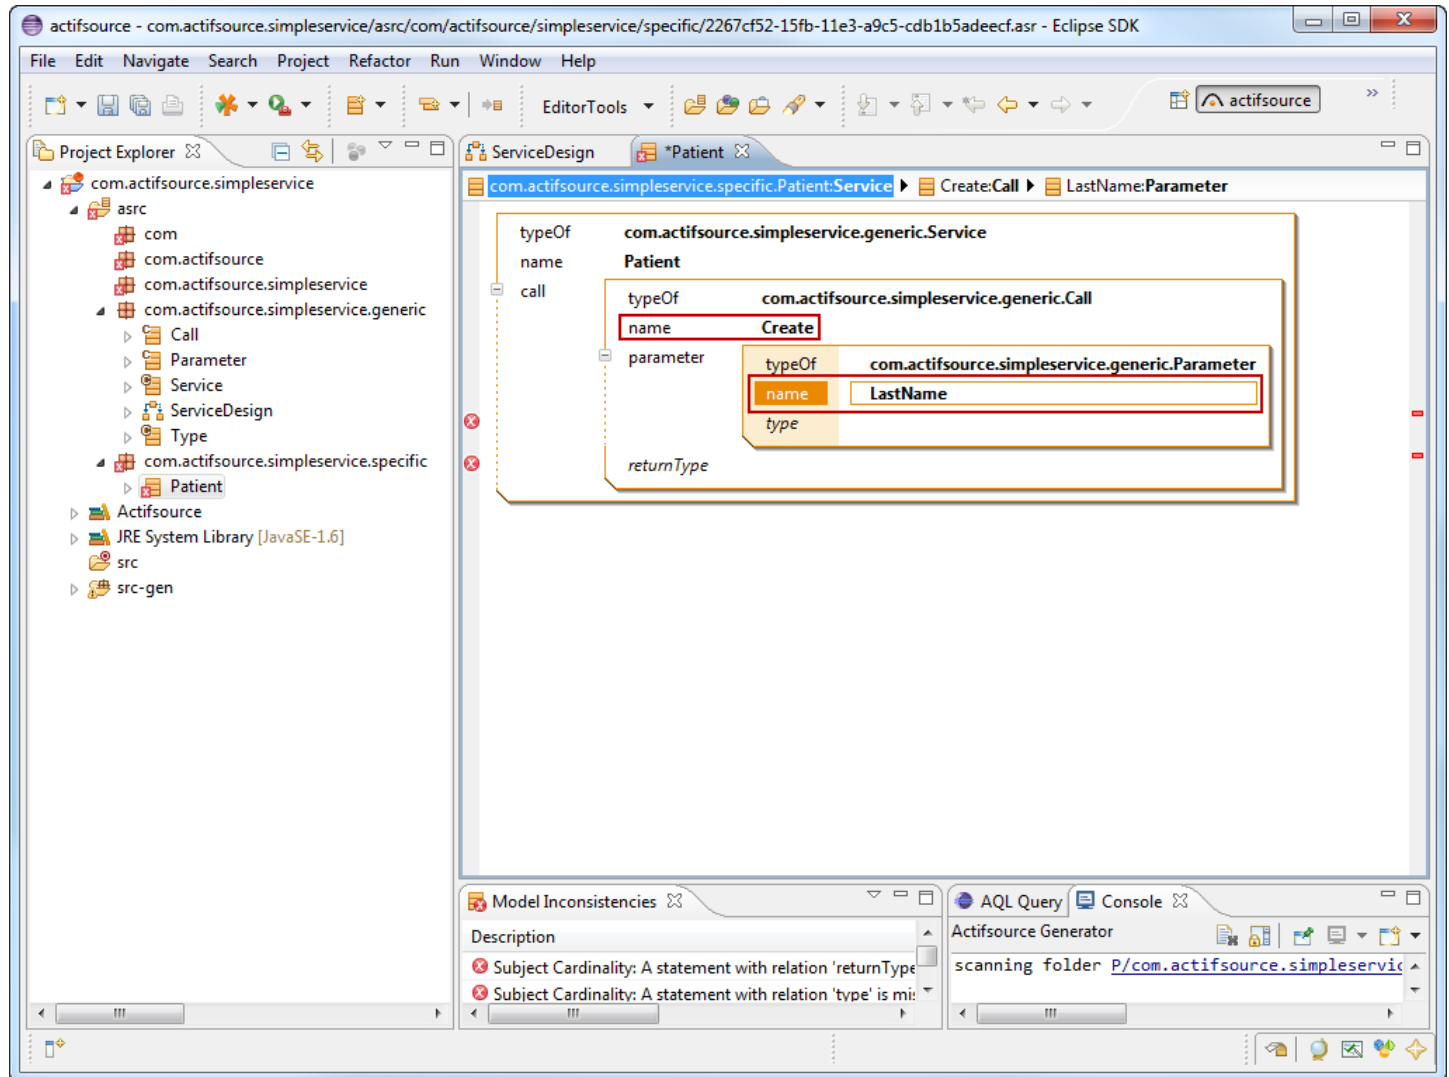 actifsource - com.actifsource.simpleservice/asrc/com/actifsource/simpleservice/specific/2267cf52-15fb-11e3-a9c5-cdb1b5adeecf.asr - Eclipse SDK
File Edit Navigate Search Project Refactor Run Window Help
EditorTools
actifsource
Project Explorer
com.actifsource.simpleservice
asrc
com
com.actifsource
com.actifsource.simpleservice
com.actifsource.simpleservice.generic
Call
Parameter
Service
ServiceDesign
Type
com.actifsource.simpleservice.specific
Patient
Actifsource
JRE System Library [JavaSE-1.6]
src
src-gen
ServiceDesign *Patient
com.actifsource.simpleservice.specific.Patient:Service Create:Call LastName:Parameter
typeOf com.actifsource.simpleservice.generic.Service
name Patient
call
typeOf com.actifsource.simpleservice.generic.Call
name Create
parameter
typeOf com.actifsource.simpleservice.generic.Parameter
name LastName
type
returnType
Model Inconsistencies
Description
Subject Cardinality: A statement with relation 'returnType
Subject Cardinality: A statement with relation 'type' is mis
AQL Query Console
Actifsource Generator
scanning folder P/com.actifsource.simpleservic